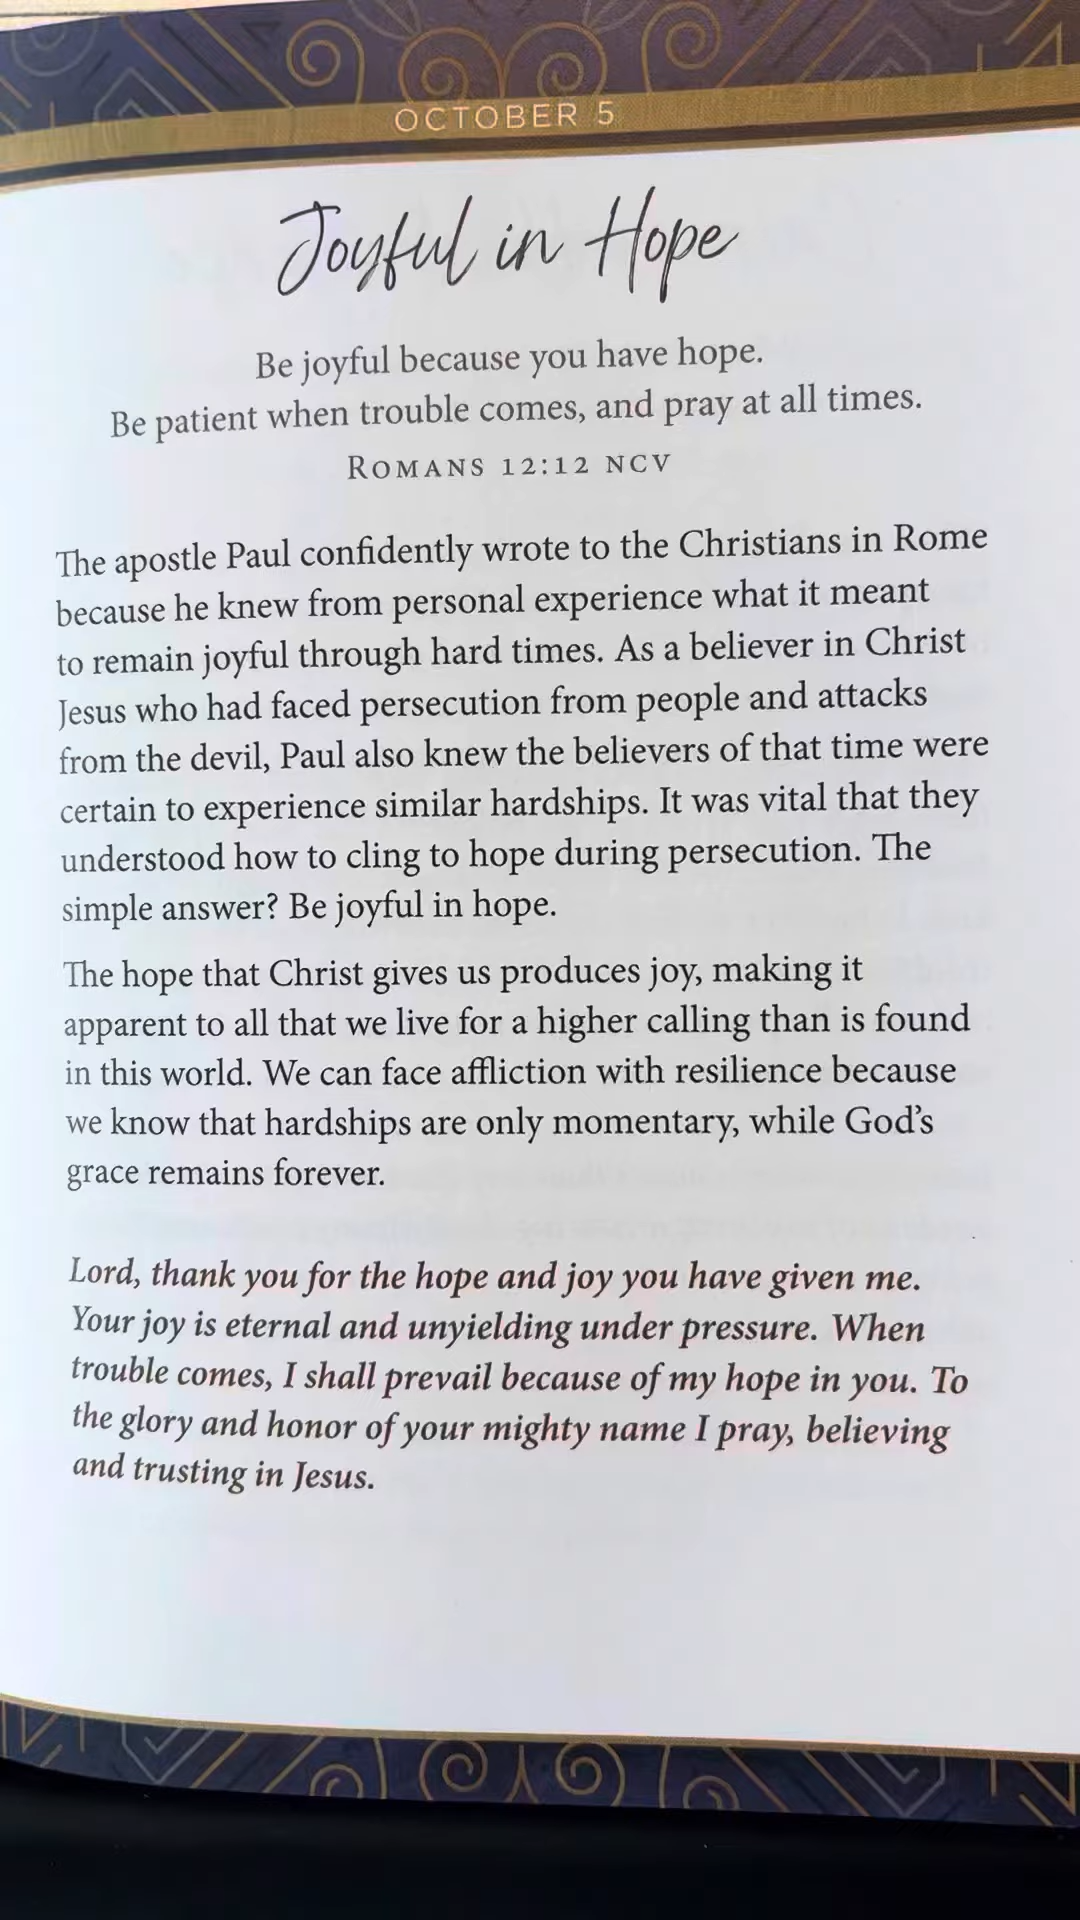 OCTOBER 5
Joyful in Hope
Be joyful because you have hope.
Be patient when trouble comes, and pray at all times.
ROMANS 12:12 NCV
The apostle Paul confidently wrote to the Christians in Rome
because he knew from personal experience what it meant
to remain joyful through hard times. As a believer in Christ
Jesus who had faced persecution from people and attacks
from the devil, Paul also knew the believers of that time were
certain to experience similar hardships. It was vital that they
understood how to cling to hope during persecution. The
simple answer? Be joyful in hope.
The hope that Christ gives us produces joy, making it
apparent to all that we live for a higher calling than is found
in this world. We can face affliction with resilience because
we know that hardships are only momentary, while God’s
grace remains forever.
Lord, thank you for the hope and joy you have given me.
Your joy is eternal and unyielding under pressure. When
trouble comes, I shall prevail because of my hope in you. To
the glory and honor of your mighty name I pray, believing
and trusting in Jesus.